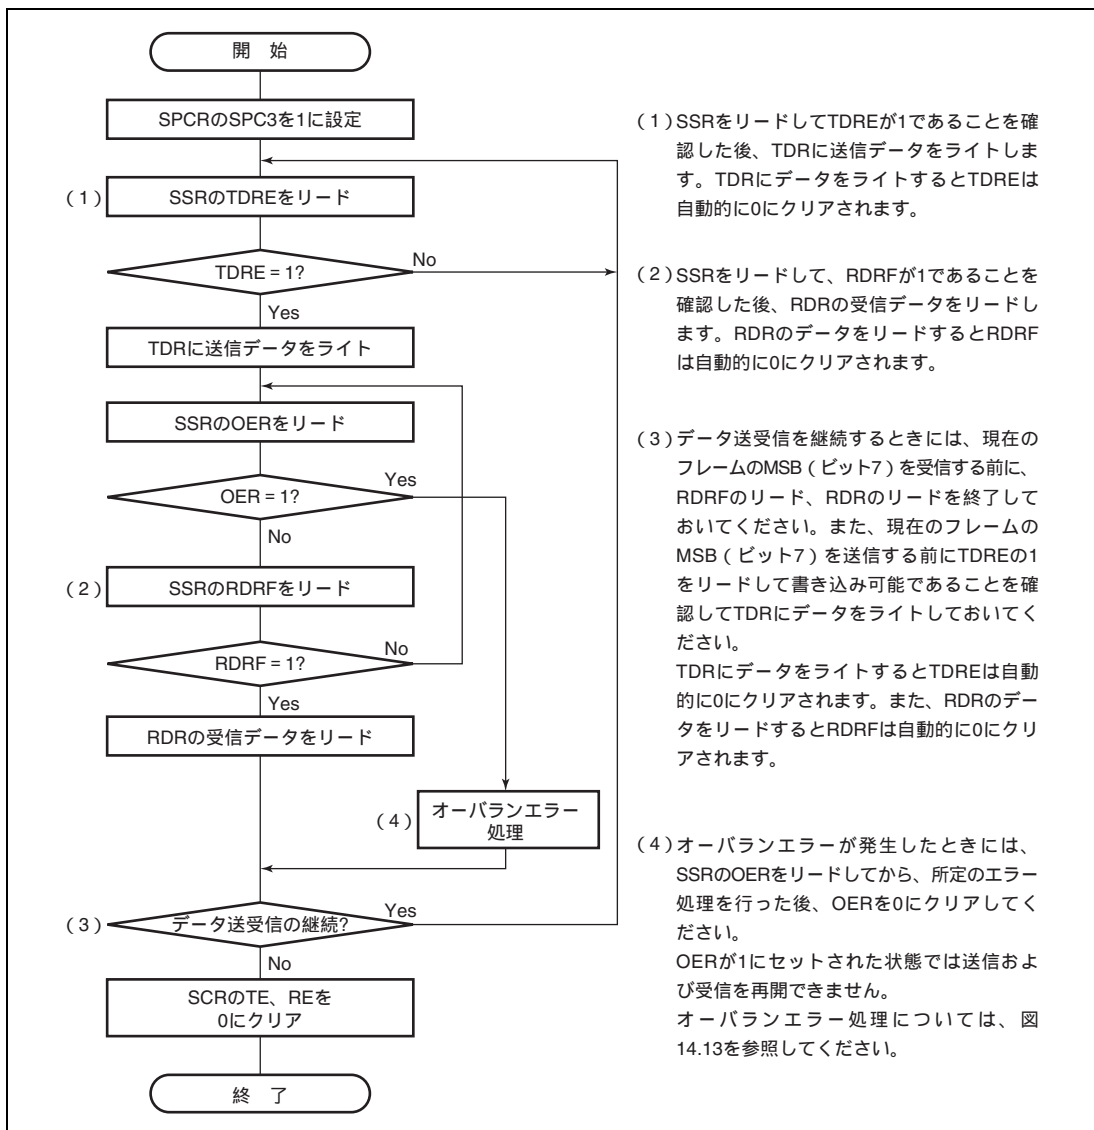 開 始
SPCRのSPC3を1に設定
(1)
SSRのTDREをリード
TDRE = 1?
No
Yes
TDRに送信データをライト
SSRのOERをリード
OER = 1?
Yes
No
(2)
SSRのRDRFをリード
RDRF = 1?
No
Yes
RDRの受信データをリード
(4)
オーバランエラー
処理
(3)
データ送受信の継続?
Yes
No
SCRのTE、REを
0にクリア
終 了
(1)SSRをリードしてTDREが1であることを確
認した後、TDRに送信データをライトしま
す。TDRにデータをライトするとTDREは
自動的に0にクリアされます。
(2)SSRをリードして、RDRFが1であることを
確認した後、RDRの受信データをリードし
ます。RDRのデータをリードするとRDRF
は自動的に0にクリアされます。
(3)データ送受信を継続するときには、現在の
フレームのMSB(ビット7)を受信する前に、
RDRFのリード、RDRのリードを終了して
おいてください。また、現在のフレームの
MSB(ビット7)を送信する前にTDREの1
をリードして書き込み可能であることを確
認してTDRにデータをライトしておいてく
ださい。
TDRにデータをライトするとTDREは自動
的に0にクリアされます。また、RDRのデー
タをリードするとRDRFは自動的に0にクリ
アされます。
(4)オーバランエラーが発生したときには、
SSRのOERをリードしてから、所定のエラー
処理を行った後、OERを0にクリアしてく
ださい。
OERが1にセットされた状態では送信およ
び受信を再開できません。
オーバランエラー処理については、図
14.13を参照してください。